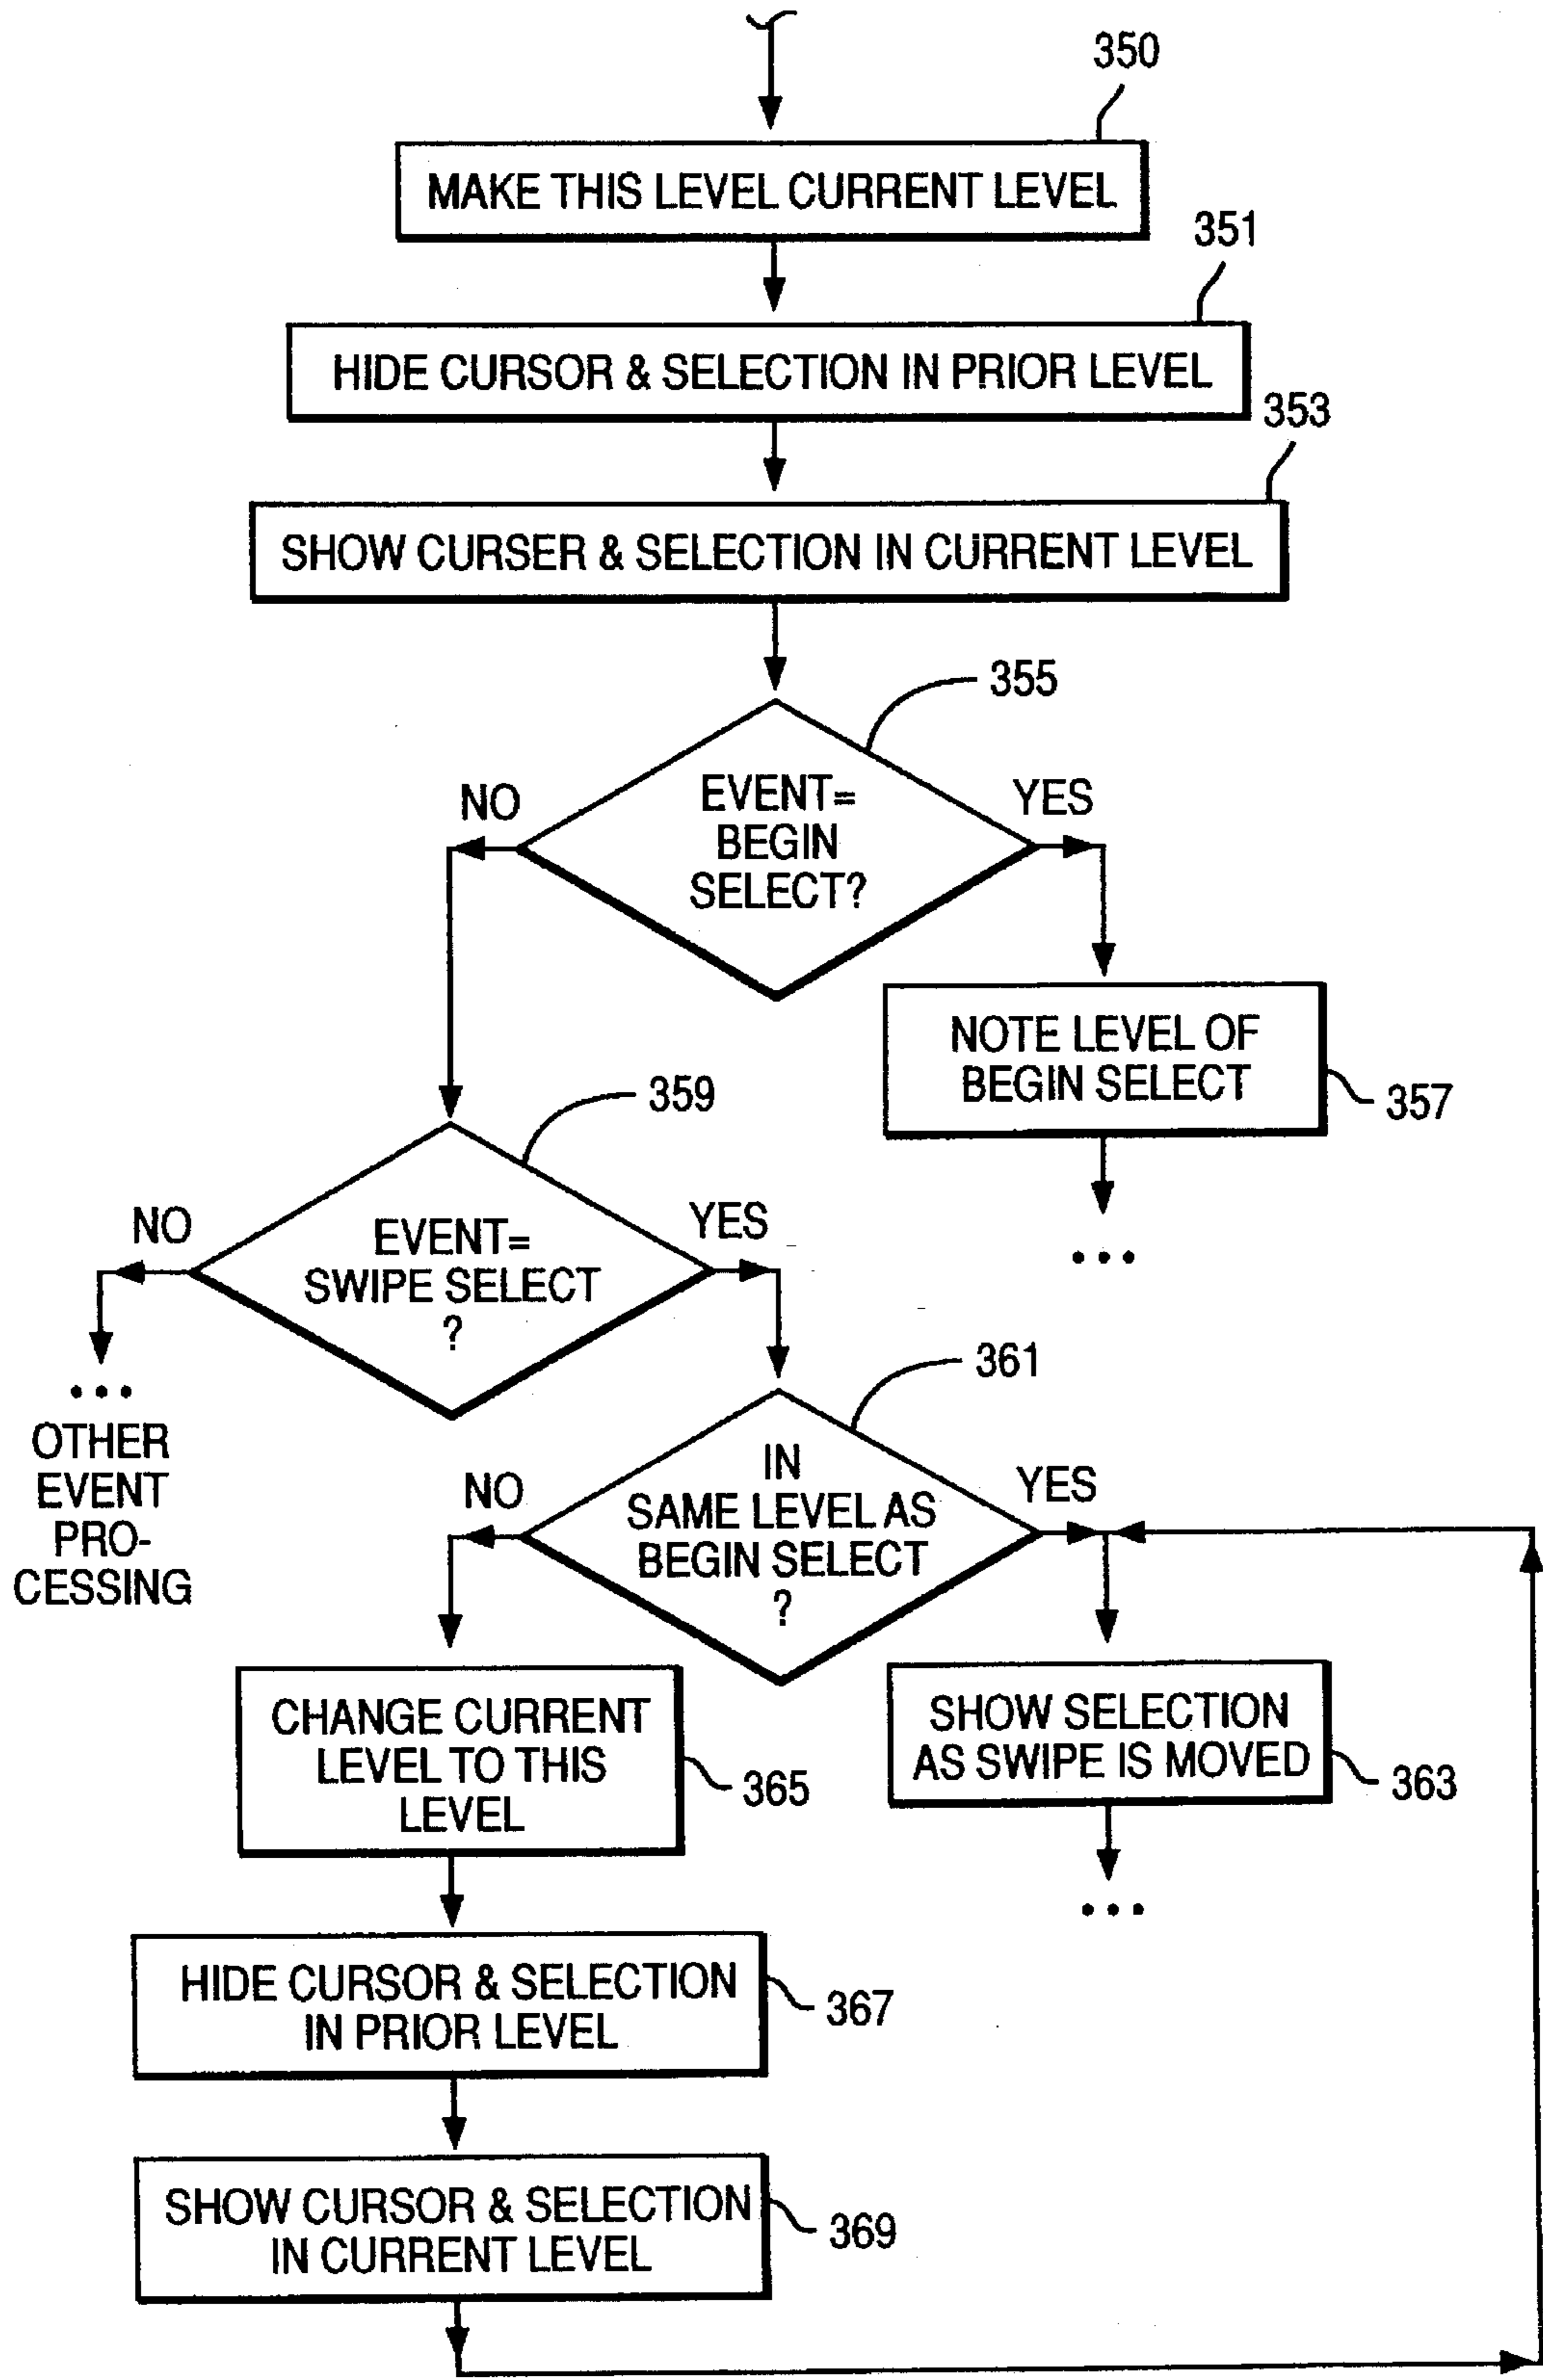 350
MAKE THIS LEVEL CURRENT LEVEL
351
HIDE CURSOR & SELECTION IN PRIOR LEVEL
353
SHOW CURSER & SELECTION IN CURRENT LEVEL
355
NO
EVENT=
BEGIN
SELECT?
YES
NOTE LEVEL OF
BEGIN SELECT
357
...
359
NO
EVENT=
SWIPE SELECT
?
YES
...
OTHER
EVENT
PRO-
CESSING
361
NO
IN
SAME LEVEL AS
BEGIN SELECT
?
YES
CHANGE CURRENT
LEVEL TO THIS
LEVEL
365
SHOW SELECTION
AS SWIPE IS MOVED
363
...
HIDE CURSOR & SELECTION
IN PRIOR LEVEL
367
SHOW CURSOR & SELECTION
IN CURRENT LEVEL
369